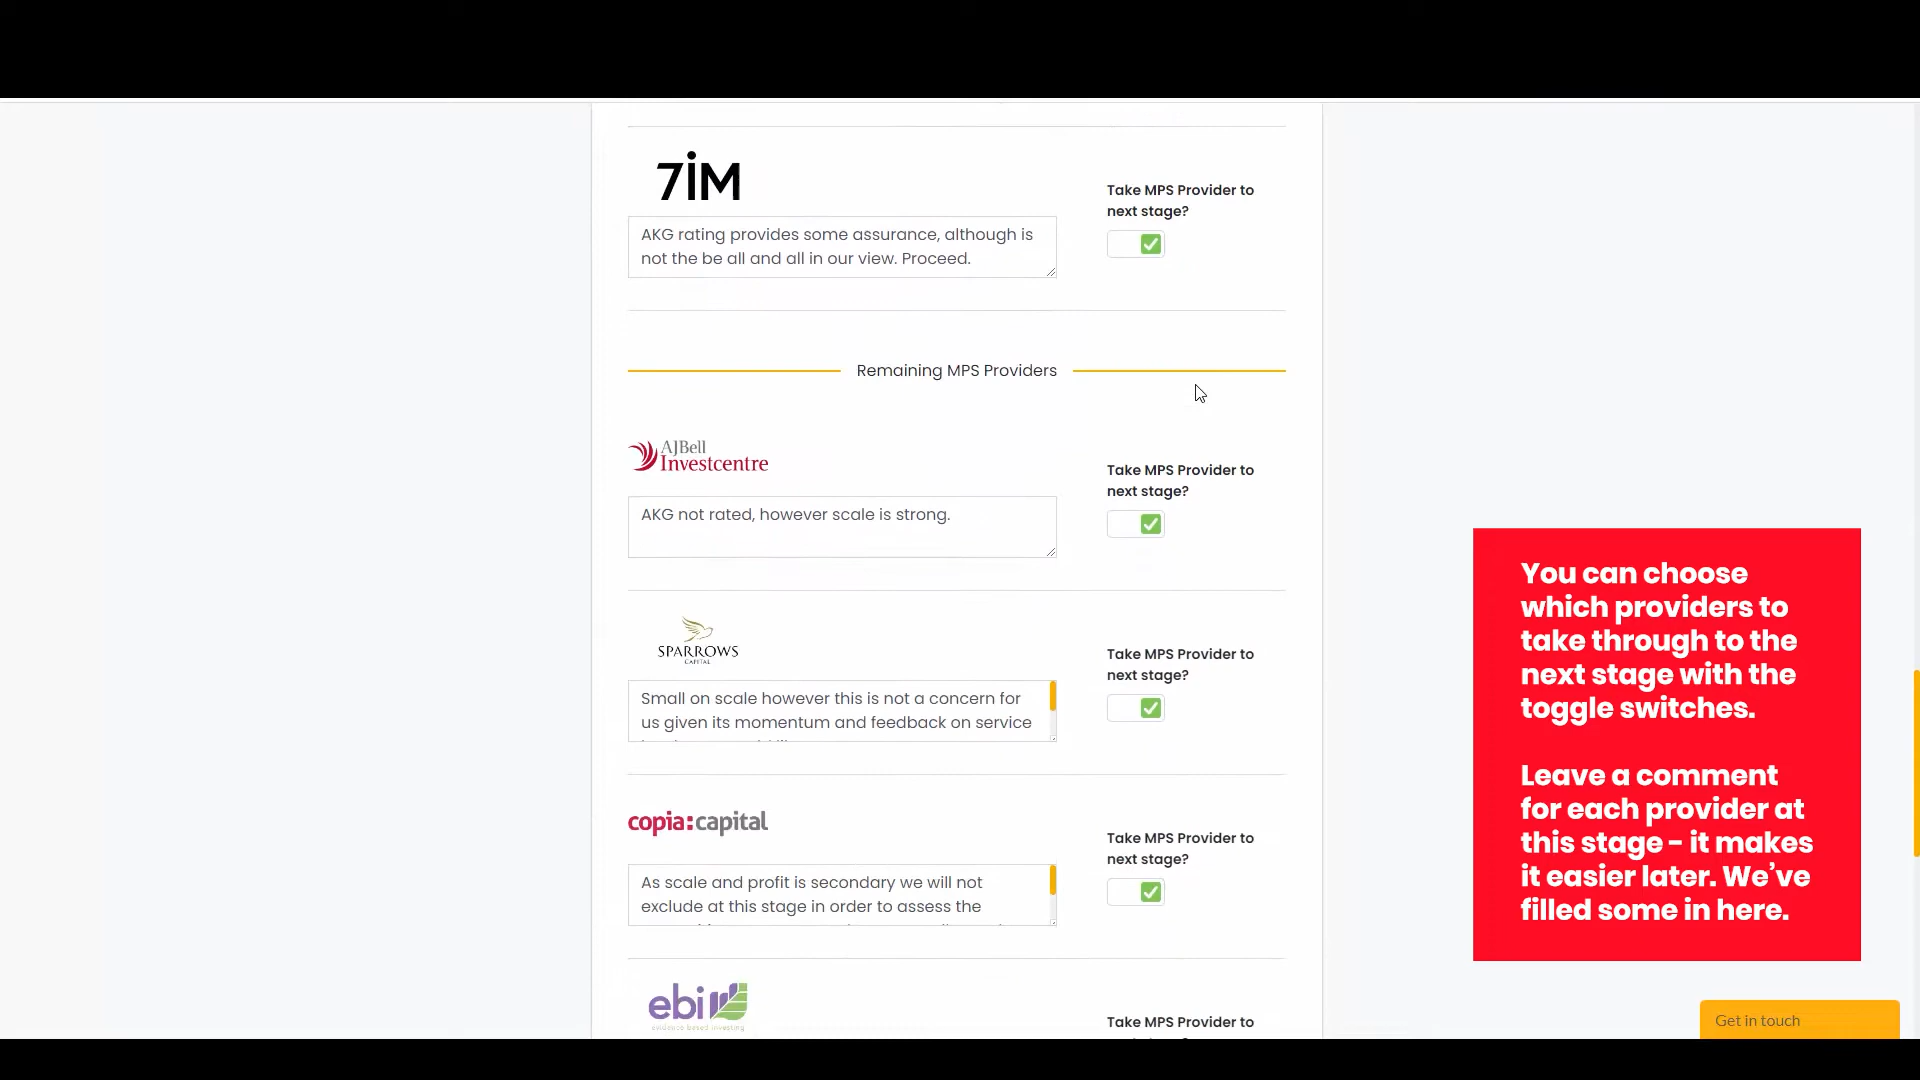 7iM
Take MPS Provider to
next stage?
AKG rating provides some assurance, although is
not the be all and all in our view. Proceed.
Remaining MPS Providers
AJBell
Investcentre
Take MPS Provider to
next stage?
AKG not rated, however scale is strong.
SPARROWS
CAPITAL
Take MPS Provider to
next stage?
Small on scale however this is not a concern for
us given its momentum and feedback on service
copia:capital
Take MPS Provider to
next stage?
As scale and profit is secondary we will not
exclude at this stage in order to assess the
ebi
evidence based investing
Take MPS Provider to
You can choose
which providers to
take through to the
next stage with the
toggle switches.
Leave a comment
for each provider at
this stage - it makes
it easier later. We’ve
filled some in here.
Get in touch